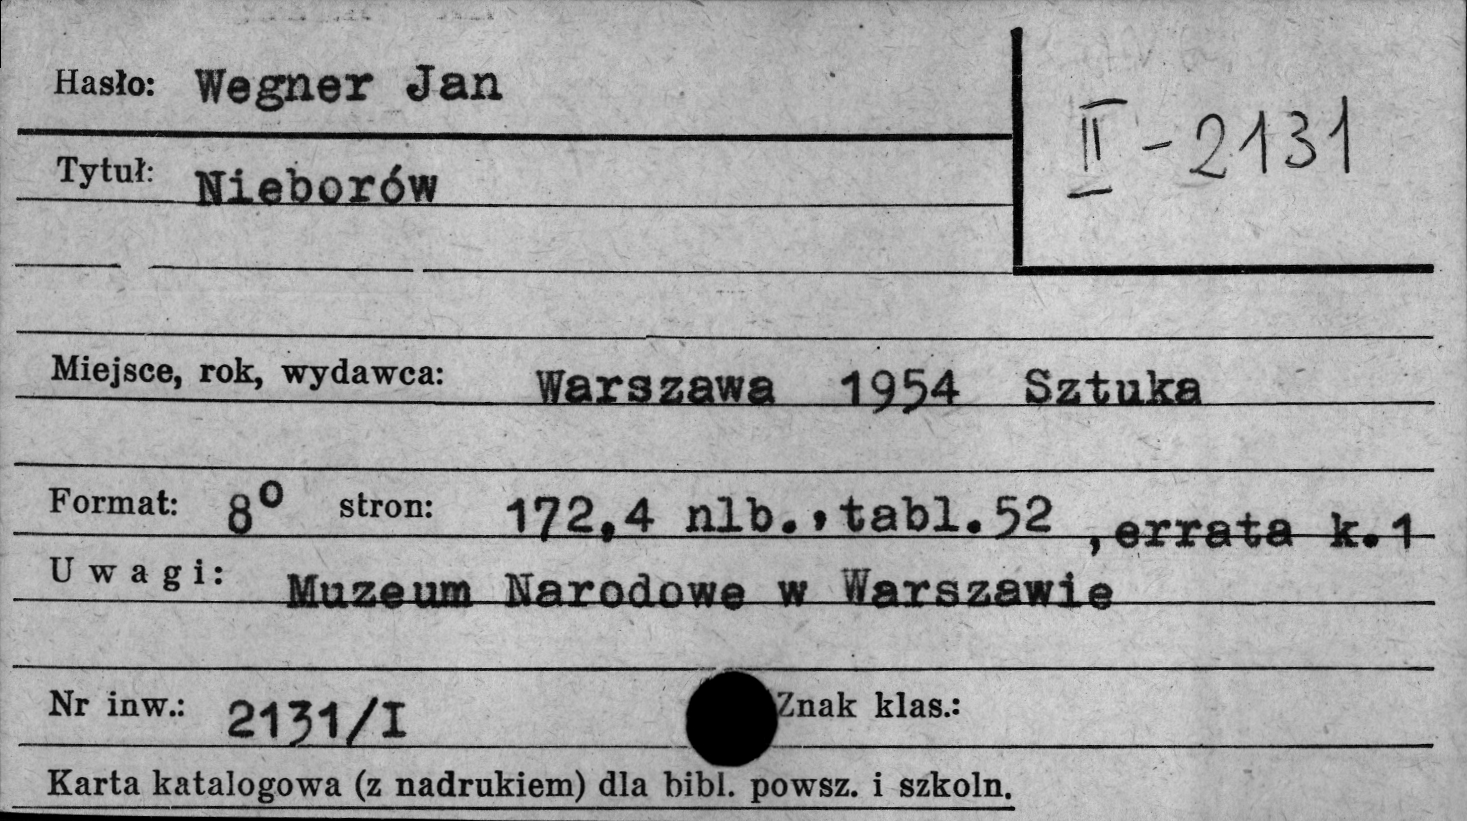 Hasło: Wegner Jan
II - 2131
Tytuł: Nieborów
Miejsce, rok, wydawca: Warszawa 1954 Sztuka
Format: 8º stron: 172,4 nlb.,tabl.52 ,errata k.1
Uwagi: Muzeum Narodowe w Warszawie
Nr inw.: 2131/I Znak klas.:
Karta katalogowa (z nadrukiem) dla bibl. powsz. i szkoln.